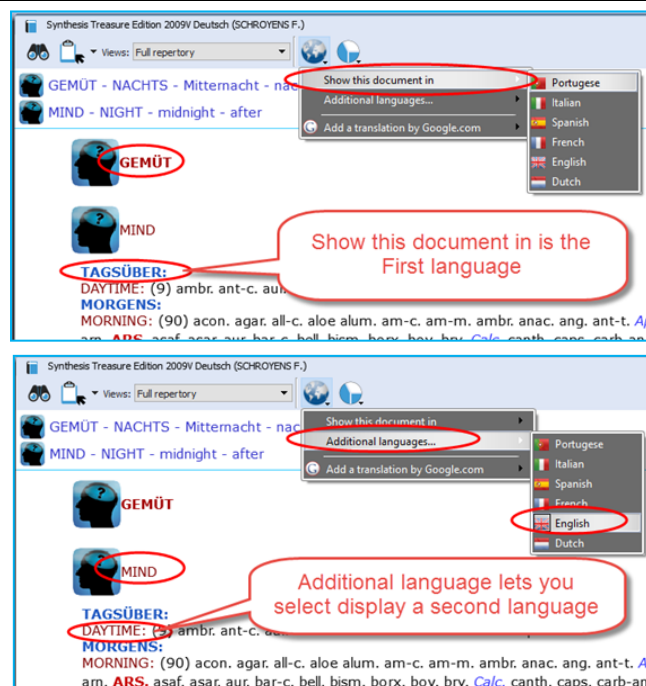 Synthesis Treasure Edition 2009V Deutsch (SCHROYENS F.)
Views: Full repertory
GEMÜT - NACHTS - Mitternacht - nac
MIND - NIGHT - midnight - after
Show this document in
Additional languages...
Add a translation by Google.com
Portugese
Italian
Spanish
French
English
Dutch
GEMÜT
MIND
Show this document in is the
First language
TAGSÜBER:
DAYTIME: (9) ambr. ant-c. aur.
MORGENS:
MORNING: (90) acon. agar. all-c. aloe alum. am-c. am-m. ambr. anac. ang. ant-t.
arn. ARS. asaf. asar. aur. bar-c. bell. bism. borx. bov. bry. Calc. canth. caps. carb-an
Synthesis Treasure Edition 2009V Deutsch (SCHROYENS F.)
Views: Full repertory
GEMÜT - NACHTS - Mitternacht - nac
MIND - NIGHT - midnight - after
Show this document in
Additional languages...
Add a translation by Google.com
Portugese
Italian
Spanish
French
English
Dutch
GEMÜT
MIND
Additional language lets you
select display a second language
TAGSÜBER:
DAYTIME: (9) ambr. ant-c.
MORGENS:
MORNING: (90) acon. agar. all-c. aloe alum. am-c. am-m. ambr. anac. ang. ant-t.
arn. ARS. asaf. asar. aur. bar-c. bell. bism. borx. bov. bry. Calc. canth. caps. carb-an